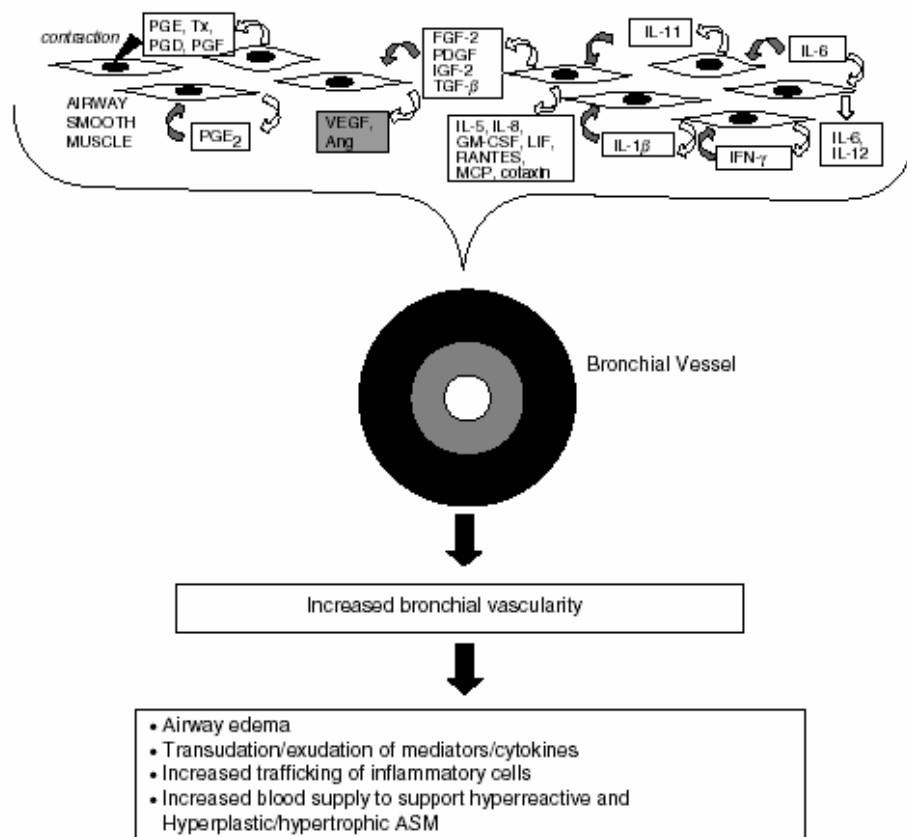 contraction
PGE, Tx,
PGD, PGF
AIRWAY
SMOOTH
MUSCLE
PGE₂
VEGF,
Ang
FGF-2
PDGF
IGF-2
TGF-β
IL-11
IL-6
IL-5, IL-8,
GM-CSF, LIF,
RANTES,
MCP, cotaxin
IL-1β
IFN-γ
IL-6,
IL-12
Bronchial Vessel
Increased bronchial vascularity
• Airway edema
• Transudation/exudation of mediators/cytokines
• Increased trafficking of inflammatory cells
• Increased blood supply to support hyperreactive and
Hyperplastic/hypertrophic ASM